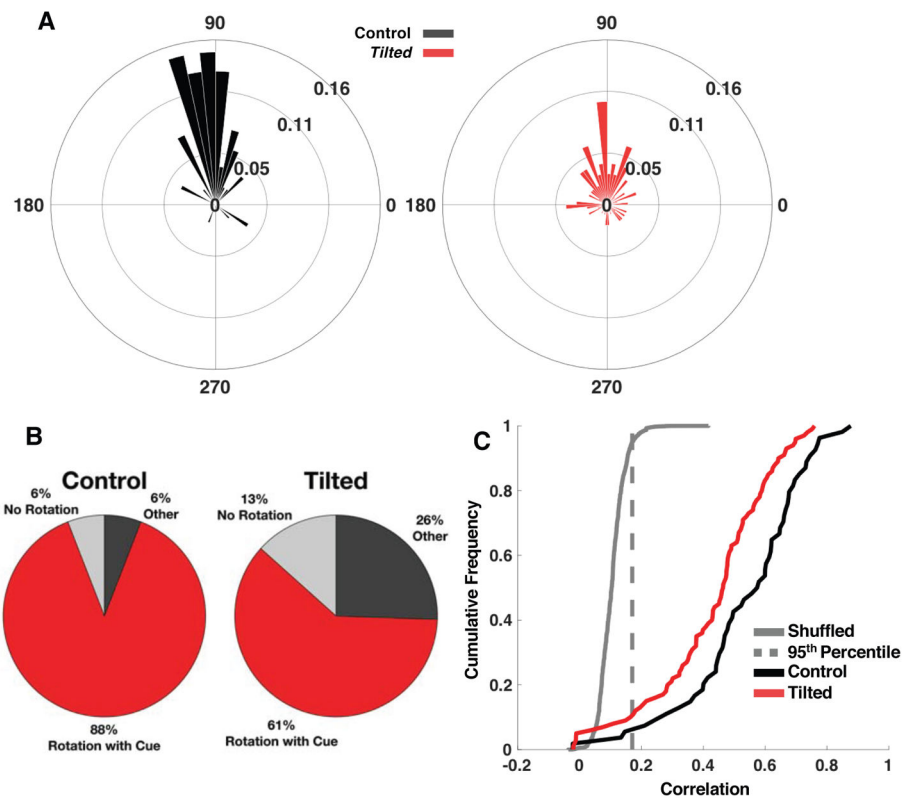 A
90
Control
Tilted
0.16
0.11
0.05
180
0
0
270
90
0.16
0.11
0.05
180
0
0
270
B
Control
6%
No Rotation
6%
Other
88%
Rotation with Cue
Tilted
13%
No Rotation
26%
Other
61%
Rotation with Cue
C
Cumulative Frequency
1
0.8
0.6
0.4
0.2
0
-0.2
0
0.2
0.4
0.6
0.8
1
Correlation
Shuffled
95th Percentile
Control
Tilted